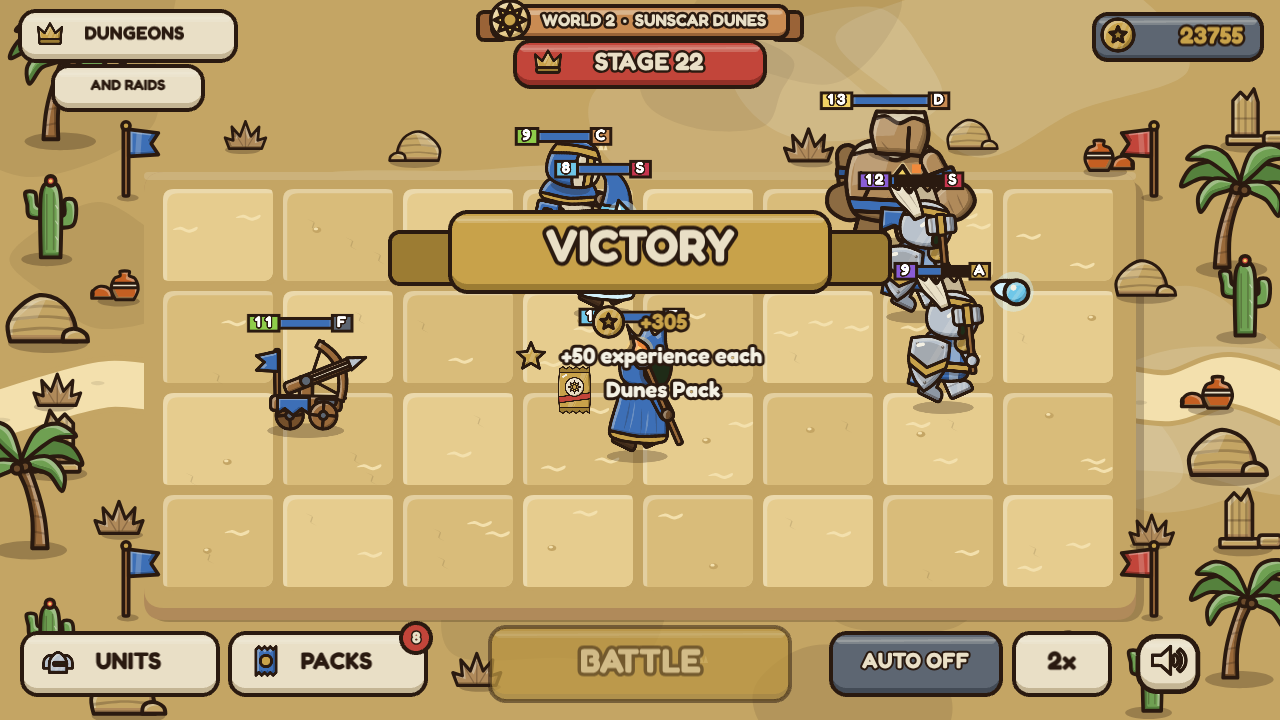 DUNGEONS
AND RAIDS
WORLD 2 • SUNSCAR DUNES
STAGE 22
23755
13 D
9 C
8 S
12 S
VICTORY
9 A
11 F
+305
+50 experience each
Dunes Pack
UNITS
PACKS
8
BATTLE
AUTO OFF
2x